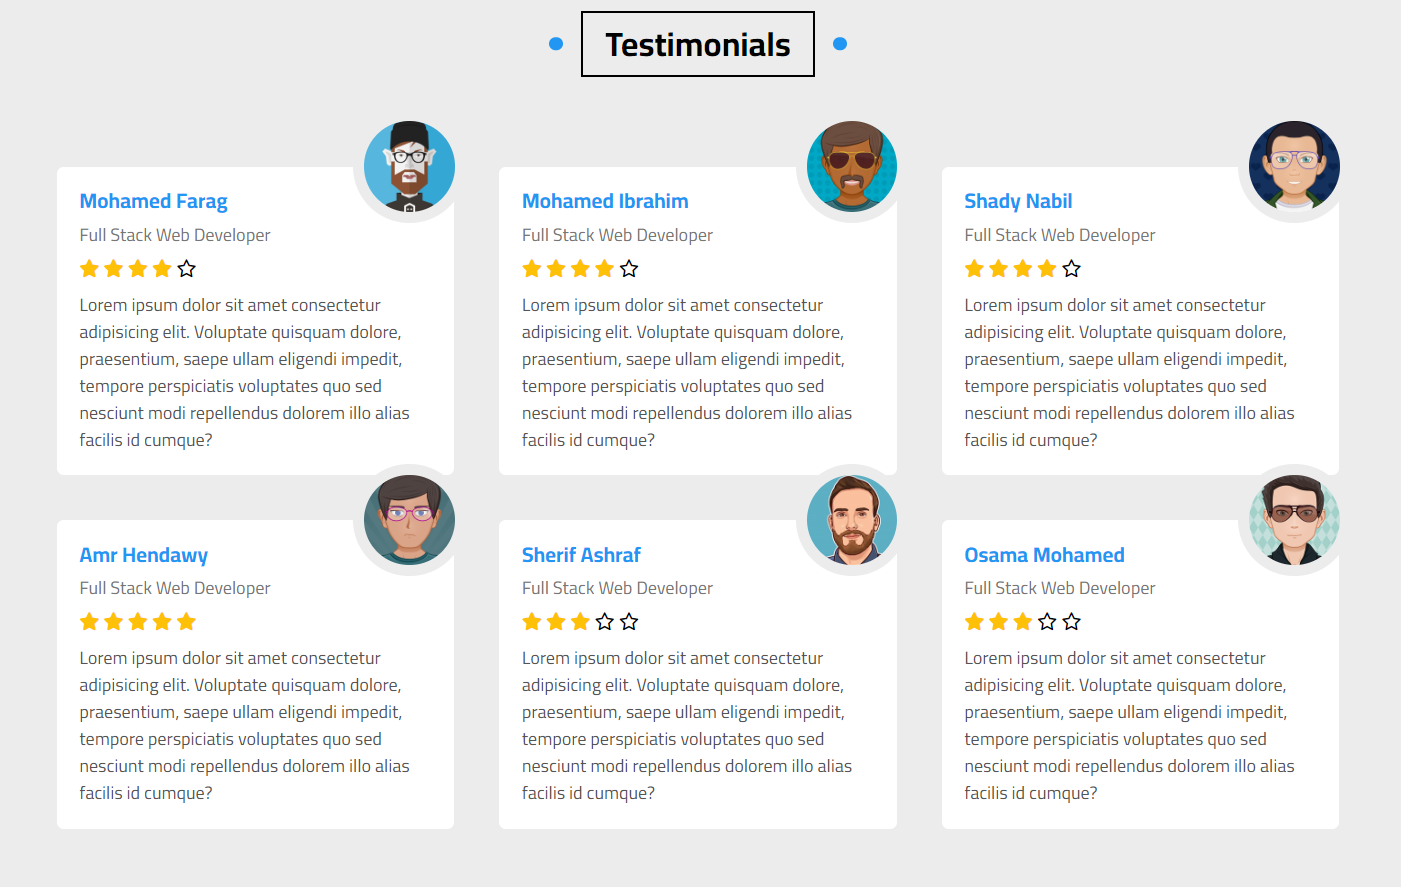 Testimonials
Mohamed Farag
Full Stack Web Developer
Lorem ipsum dolor sit amet consectetur
adipisicing elit. Voluptate quisquam dolore,
praesentium, saepe ullam eligendi impedit,
tempore perspiciatis voluptates quo sed
nesciunt modi repellendus dolorem illo alias
facilis id cumque?
Mohamed Ibrahim
Full Stack Web Developer
Lorem ipsum dolor sit amet consectetur
adipisicing elit. Voluptate quisquam dolore,
praesentium, saepe ullam eligendi impedit,
tempore perspiciatis voluptates quo sed
nesciunt modi repellendus dolorem illo alias
facilis id cumque?
Shady Nabil
Full Stack Web Developer
Lorem ipsum dolor sit amet consectetur
adipisicing elit. Voluptate quisquam dolore,
praesentium, saepe ullam eligendi impedit,
tempore perspiciatis voluptates quo sed
nesciunt modi repellendus dolorem illo alias
facilis id cumque?
Amr Hendawy
Full Stack Web Developer
Lorem ipsum dolor sit amet consectetur
adipisicing elit. Voluptate quisquam dolore,
praesentium, saepe ullam eligendi impedit,
tempore perspiciatis voluptates quo sed
nesciunt modi repellendus dolorem illo alias
facilis id cumque?
Sherif Ashraf
Full Stack Web Developer
Lorem ipsum dolor sit amet consectetur
adipisicing elit. Voluptate quisquam dolore,
praesentium, saepe ullam eligendi impedit,
tempore perspiciatis voluptates quo sed
nesciunt modi repellendus dolorem illo alias
facilis id cumque?
Osama Mohamed
Full Stack Web Developer
Lorem ipsum dolor sit amet consectetur
adipisicing elit. Voluptate quisquam dolore,
praesentium, saepe ullam eligendi impedit,
tempore perspiciatis voluptates quo sed
nesciunt modi repellendus dolorem illo alias
facilis id cumque?